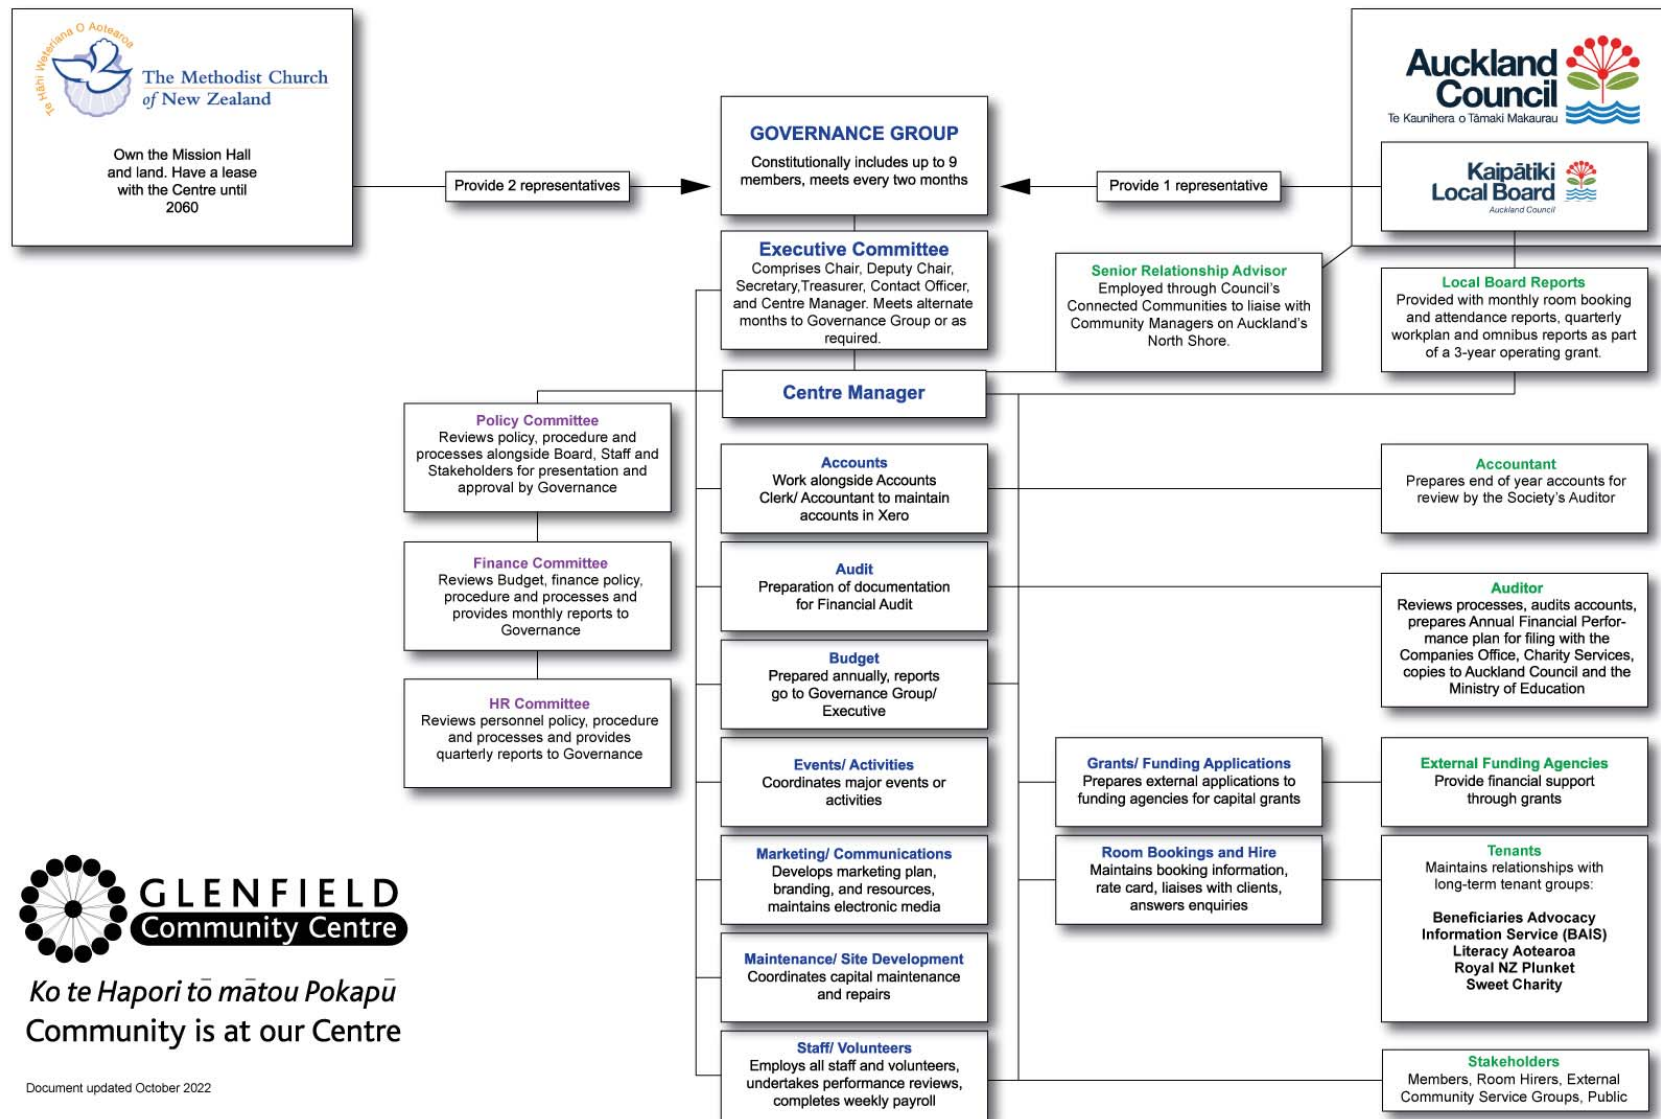 Te Hāhi Weteriana O Aotearoa
The Methodist Church
of New Zealand
Own the Mission Hall
and land. Have a lease
with the Centre until
2060
Provide 2 representatives
GOVERNANCE GROUP
Constitutionally includes up to 9
members, meets every two months
Provide 1 representative
Auckland
Council
Te Kaunihera o Tāmaki Makaurau
Kaipātiki
Local Board
Auckland Council
Executive Committee
Comprises Chair, Deputy Chair,
Secretary,Treasurer, Contact Officer,
and Centre Manager. Meets alternate
months to Governance Group or as
required.
Senior Relationship Advisor
Employed through Council's
Connected Communities to liaise with
Community Managers on Auckland's
North Shore.
Local Board Reports
Provided with monthly room booking
and attendance reports, quarterly
workplan and omnibus reports as part
of a 3-year operating grant.
Centre Manager
Policy Committee
Reviews policy, procedure and
processes alongside Board, Staff and
Stakeholders for presentation and
approval by Governance
Finance Committee
Reviews Budget, finance policy,
procedure and processes and
provides monthly reports to
Governance
HR Committee
Reviews personnel policy, procedure
and processes and provides
quarterly reports to Governance
Accounts
Work alongside Accounts
Clerk/ Accountant to maintain
accounts in Xero
Accountant
Prepares end of year accounts for
review by the Society's Auditor
Audit
Preparation of documentation
for Financial Audit
Auditor
Reviews processes, audits accounts,
prepares Annual Financial Perfor-
mance plan for filing with the
Companies Office, Charity Services,
copies to Auckland Council and the
Ministry of Education
Budget
Prepared annually, reports
go to Governance Group/
Executive
Events/ Activities
Coordinates major events or
activities
Grants/ Funding Applications
Prepares external applications to
funding agencies for capital grants
External Funding Agencies
Provide financial support
through grants
Marketing/ Communications
Develops marketing plan,
branding, and resources,
maintains electronic media
Room Bookings and Hire
Maintains booking information,
rate card, liaises with clients,
answers enquiries
Tenants
Maintains relationships with
long-term tenant groups:
Beneficiaries Advocacy
Information Service (BAIS)
Literacy Aotearoa
Royal NZ Plunket
Sweet Charity
Maintenance/ Site Development
Coordinates capital maintenance
and repairs
Staff/ Volunteers
Employs all staff and volunteers,
undertakes performance reviews,
completes weekly payroll
Stakeholders
Members, Room Hirers, External
Community Service Groups, Public
GLENFIELD
Community Centre
Ko te Hapori tō mātou Pokapū
Community is at our Centre
Document updated October 2022